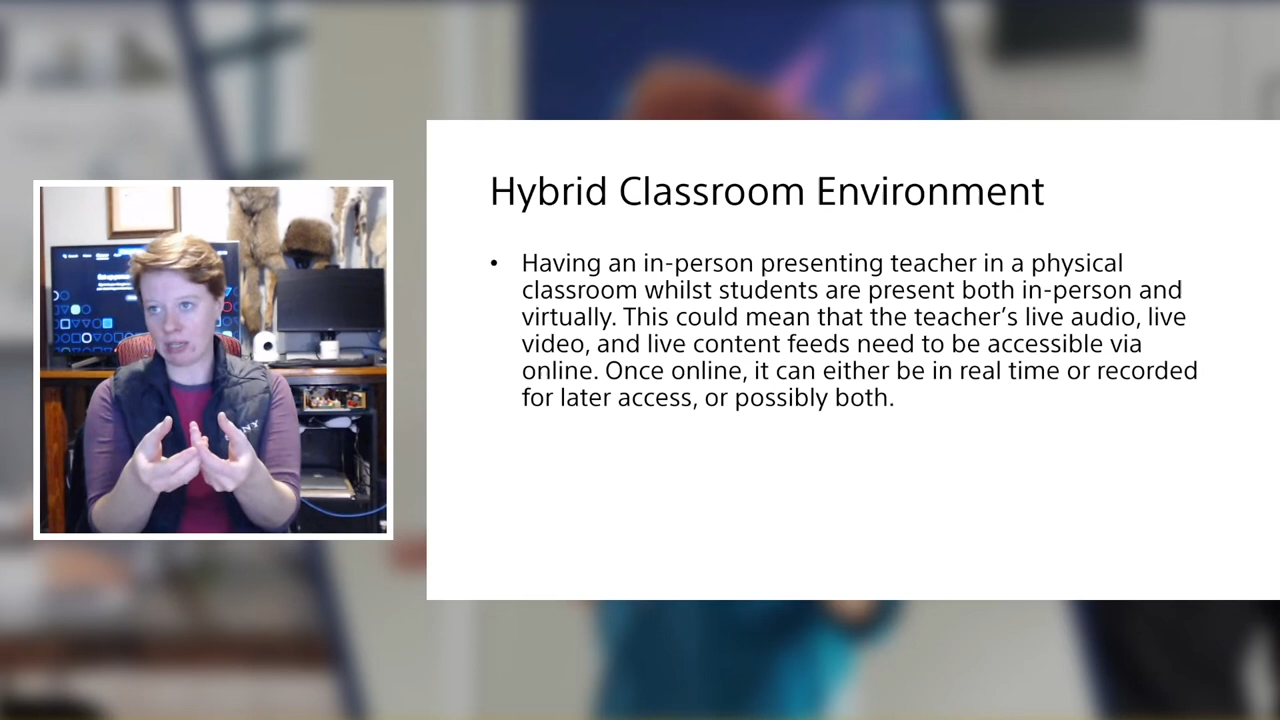 Hybrid Classroom Environment
• Having an in-person presenting teacher in a physical
classroom whilst students are present both in-person and
virtually. This could mean that the teacher’s live audio, live
video, and live content feeds need to be accessible via
online. Once online, it can either be in real time or recorded
for later access, or possibly both.